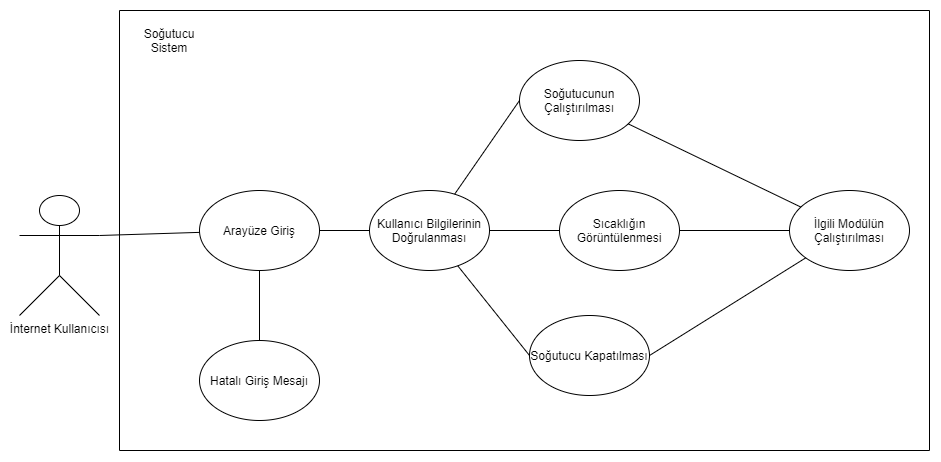 Soğutucu
Sistem
Soğutucunun
Çalıştırılması
Arayüze Giriş
Kullanıcı Bilgilerinin
Doğrulanması
Sıcaklığın
Görüntülenmesi
İlgili Modülün
Çalıştırılması
İnternet Kullanıcısı
Soğutucu Kapatılması
Hatalı Giriş Mesajı